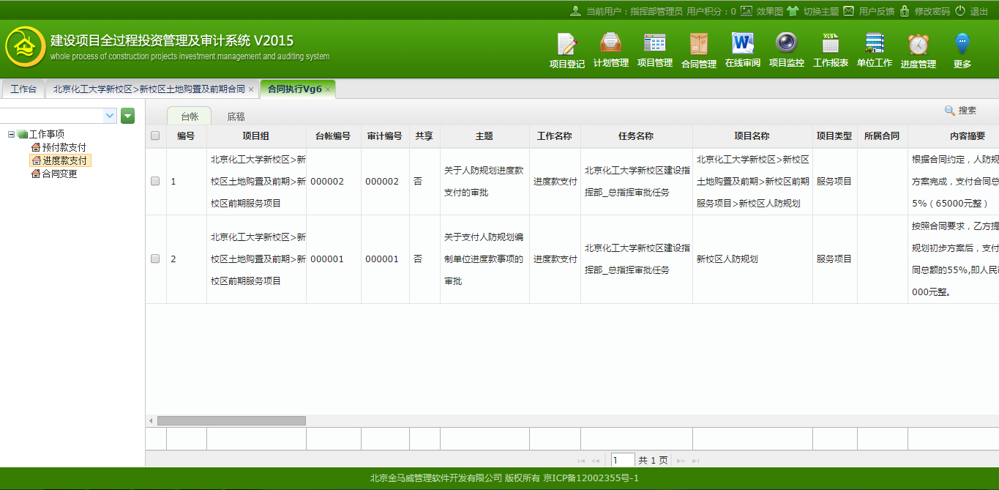 当前用户：指挥部管理员 用户积分：0 效果图 切换主题 用户反馈 修改密码 退出
建设项目全过程投资管理及审计系统 V2015
whole process of construction projects investment management and auditing system
项目登记 计划管理 项目管理 合同管理 在线审阅 项目监控 工作报表 单位工作 进度管理 更多
工作台 北京化工大学新校区>新校区土地购置及前期合同 × 合同执行Vg6 ×
台帐 底稿 搜索
工作事项
预付款支付
进度款支付
合同变更
编号 项目组 台帐编号 审计编号 共享 主题 工作名称 任务名称 项目名称 项目类型 所属合同 内容摘要
1
北京化工大学新校区>新
校区土地购置及前期>新
校区前期服务项目
000002
000002
否
关于人防规划进度款
支付的审批
进度款支付
北京化工大学新校区建设指
挥部_总指挥审批任务
北京化工大学新校区>新校区
土地购置及前期>新校区前期
服务项目>新校区人防规划
服务项目
根据合同约定，人防规
方案完成，支付合同总
5%（65000元整）
2
北京化工大学新校区>新
校区土地购置及前期>新
校区前期服务项目
000001
000001
否
关于支付人防规划编
制单位进度款事项的
审批
进度款支付
北京化工大学新校区建设指
挥部_总指挥审批任务
新校区人防规划
服务项目
按照合同要求，乙方提
规划初步方案后，支付
同总额的55%,即人民
000元整。
1 共 1 页
北京金马威管理软件开发有限公司 版权所有 京ICP备12002355号-1